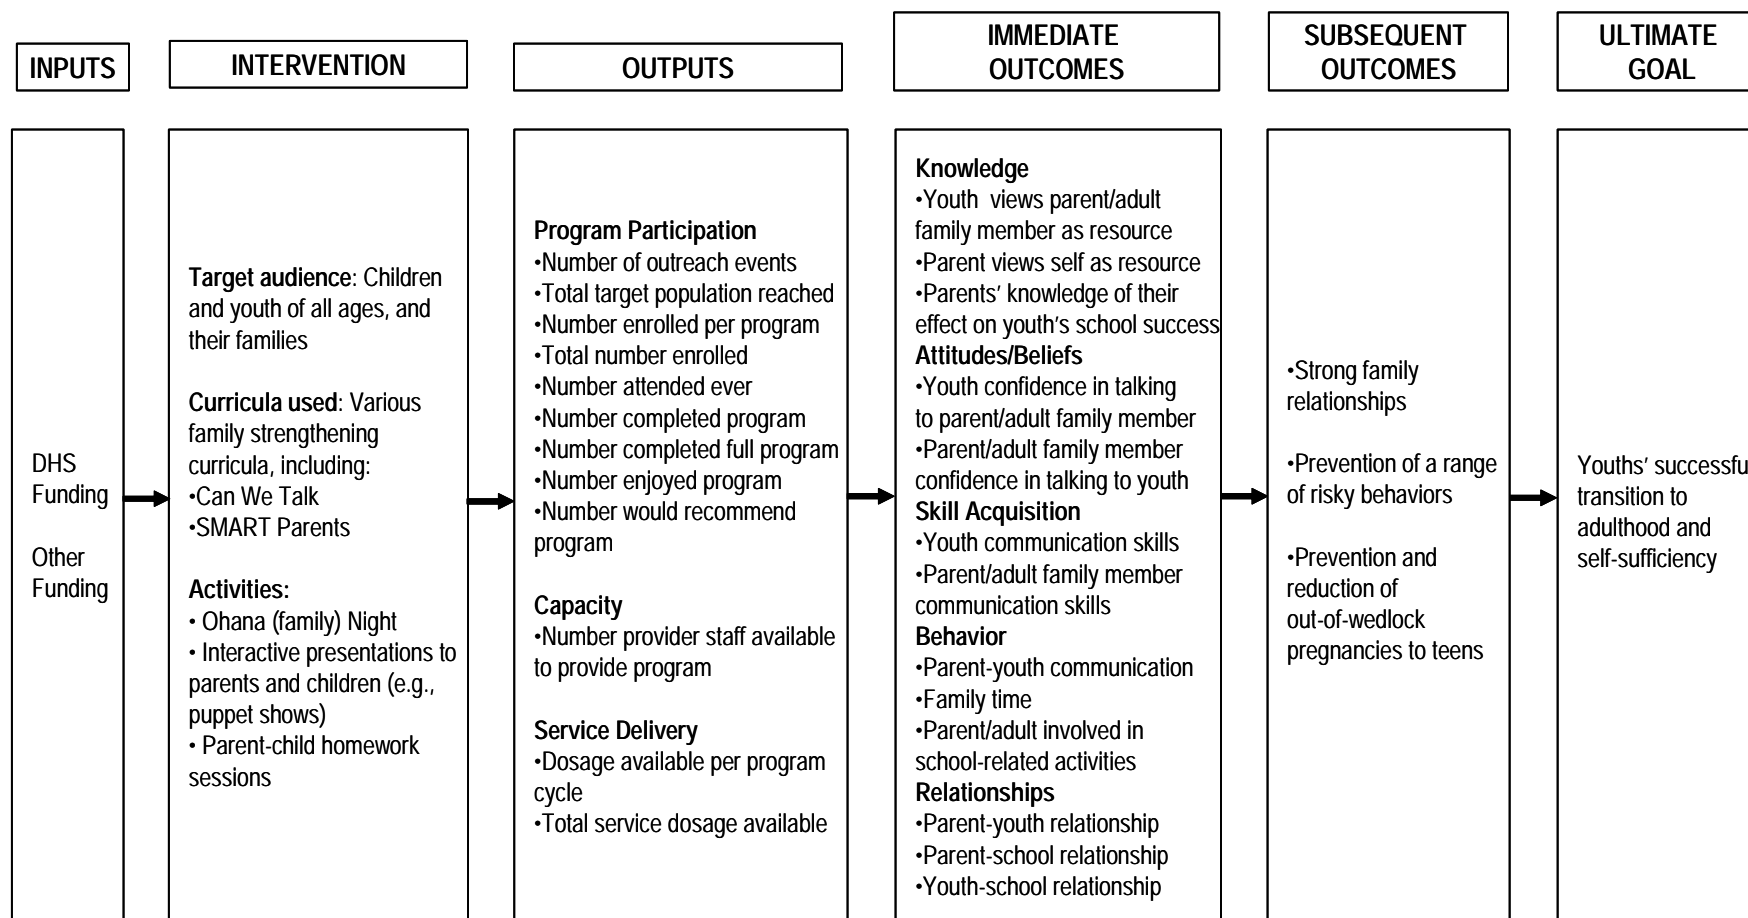 INPUTS
INTERVENTION
OUTPUTS
IMMEDIATE
OUTCOMES
SUBSEQUENT
OUTCOMES
ULTIMATE
GOAL
DHS
Funding
Other
Funding
Target audience: Children
and youth of all ages, and
their families
Curricula used: Various
family strengthening
curricula, including:
•Can We Talk
•SMART Parents
Activities:
• Ohana (family) Night
• Interactive presentations to
parents and children (e.g.,
puppet shows)
• Parent-child homework
sessions
Program Participation
•Number of outreach events
•Total target population reached
•Number enrolled per program
•Total number enrolled
•Number attended ever
•Number completed program
•Number completed full program
•Number enjoyed program
•Number would recommend
program
Capacity
•Number provider staff available
to provide program
Service Delivery
•Dosage available per program
cycle
•Total service dosage available
Knowledge
•Youth views parent/adult
family member as resource
•Parent views self as resource
•Parents’ knowledge of their
effect on youth’s school success
Attitudes/Beliefs
•Youth confidence in talking
to parent/adult family member
•Parent/adult family member
confidence in talking to youth
Skill Acquisition
•Youth communication skills
•Parent/adult family member
communication skills
Behavior
•Parent-youth communication
•Family time
•Parent/adult involved in
school-related activities
Relationships
•Parent-youth relationship
•Parent-school relationship
•Youth-school relationship
•Strong family
relationships
•Prevention of a range
of risky behaviors
•Prevention and
reduction of
out-of-wedlock
pregnancies to teens
Youths’ successfu
transition to
adulthood and
self-sufficiency